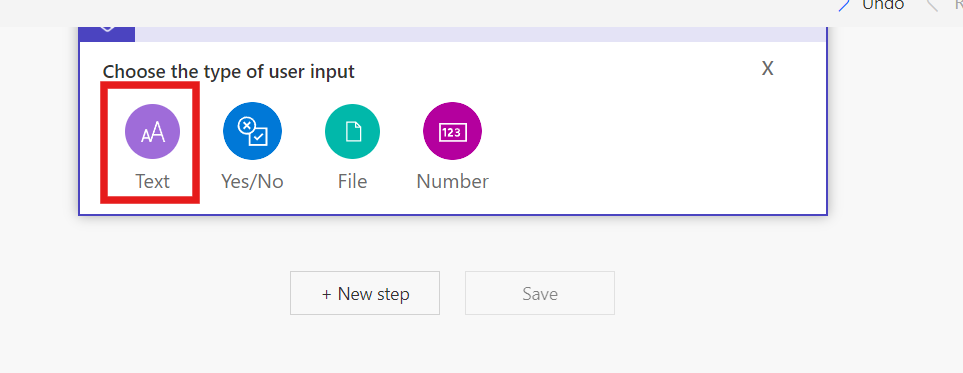 Undo
Choose the type of user input
X
AA
123
Text
Yes/No
File
Number
+ New step
Save